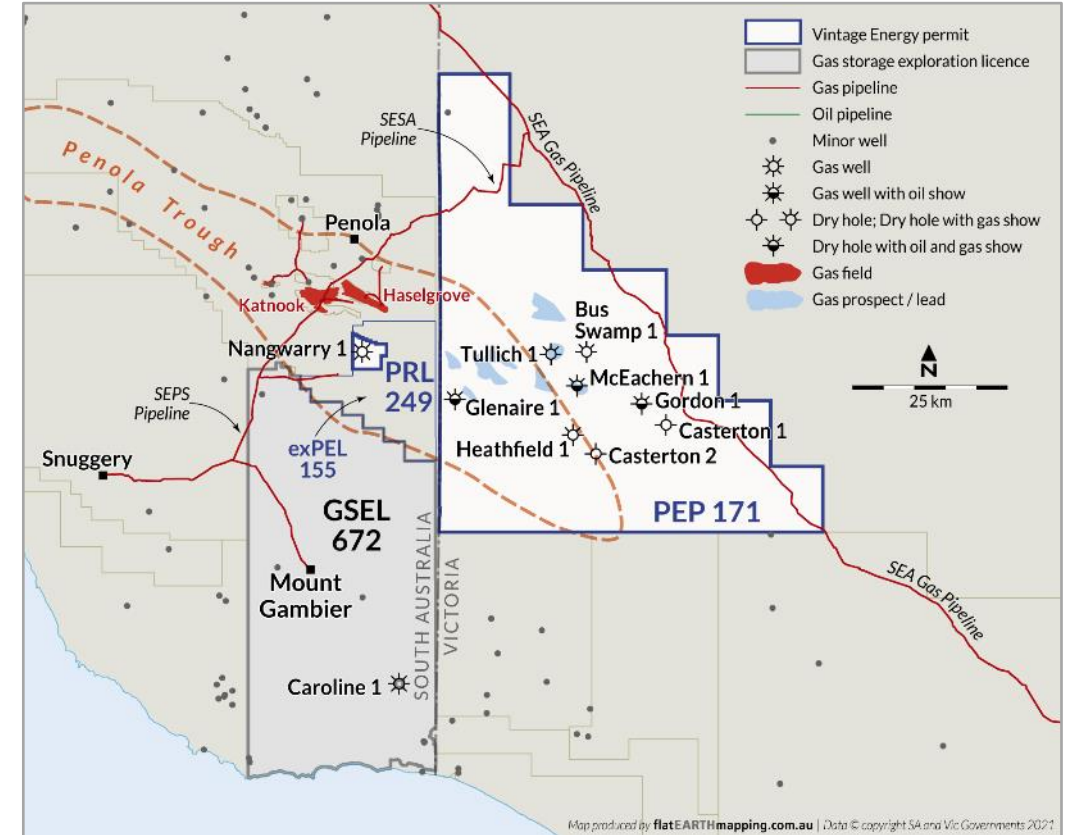 Vintage Energy permit
Gas storage exploration licence
Gas pipeline
Oil pipeline
Minor well
Gas well
Gas well with oil show
Dry hole; Dry hole with gas show
Dry hole with oil and gas show
Gas field
Gas prospect / lead
N
25 km
SESA
Pipeline
SEA Gas Pipeline
Penola Trough
Penola
Katnook
Haselgrove
Nangwarry 1
PRL
249
SEPS
Pipeline
exPEL
155
Snuggery
GSEL
672
Mount
Gambier
Caroline 1
SOUTH AUSTRALIA
VICTORIA
Bus
Swamp 1
Tullich 1
McEachern 1
Glenaire 1
Gordon 1
Casterton 1
Heathfield 1
Casterton 2
PEP 171
SEA Gas Pipeline
Map produced by flatEARTHmapping.com.au | Data © copyright SA and Vic Governments 2021